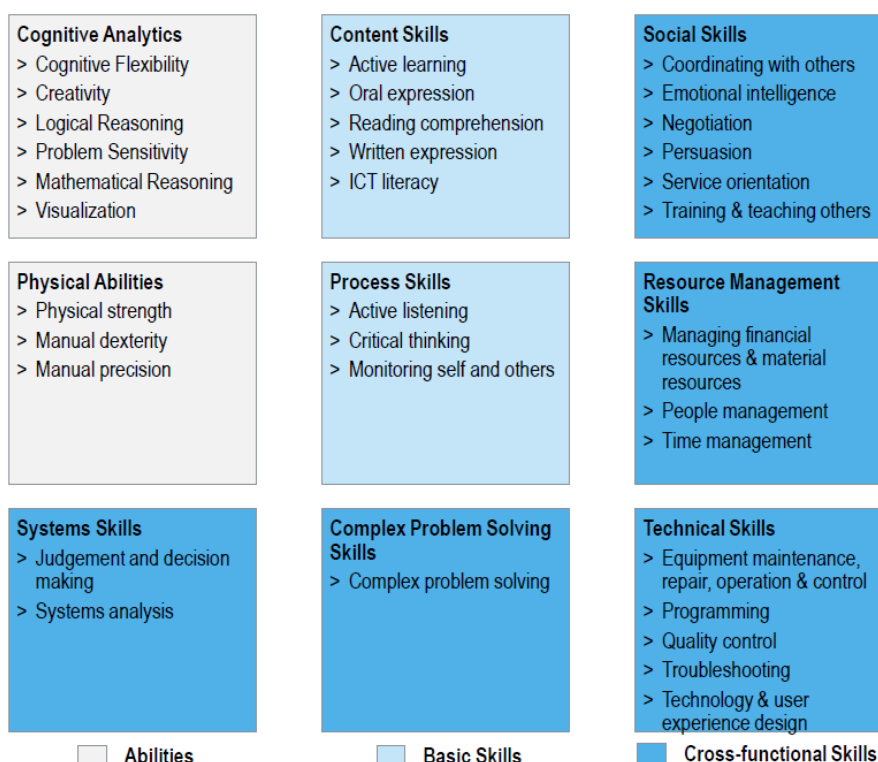 Cognitive Analytics
> Cognitive Flexibility
> Creativity
> Logical Reasoning
> Problem Sensitivity
> Mathematical Reasoning
> Visualization
Content Skills
> Active learning
> Oral expression
> Reading comprehension
> Written expression
> ICT literacy
Social Skills
> Coordinating with others
> Emotional intelligence
> Negotiation
> Persuasion
> Service orientation
> Training & teaching others
Physical Abilities
> Physical strength
> Manual dexterity
> Manual precision
Process Skills
> Active listening
> Critical thinking
> Monitoring self and others
Resource Management
Skills
> Managing financial
resources & material
resources
> People management
> Time management
Systems Skills
> Judgement and decision
making
> Systems analysis
Complex Problem Solving
Skills
> Complex problem solving
Technical Skills
> Equipment maintenance,
repair, operation & control
> Programming
> Quality control
> Troubleshooting
> Technology & user
experience design
Abilities
Basic Skills
Cross-functional Skills